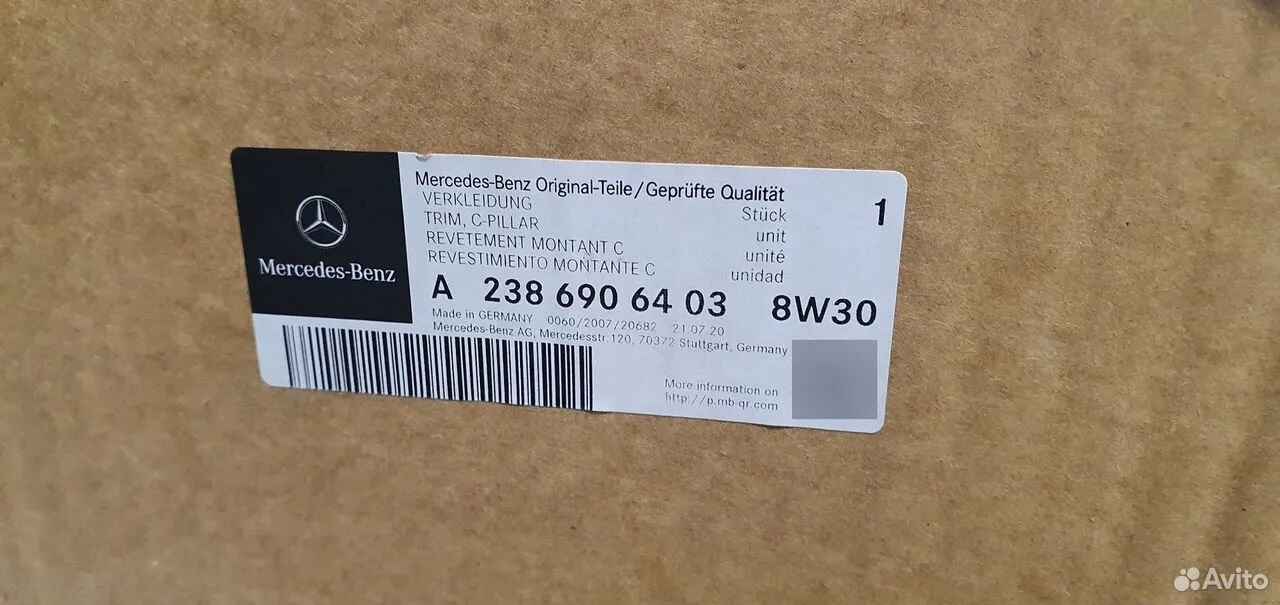 Mercedes-Benz
Mercedes-Benz Original-Teile/Geprüfte Qualität
VERKLEIDUNG Stück 1
TRIM, C-PILLAR unit
REVETEMENT MONTANT C unité
REVESTIMIENTO MONTANTE C unidad
A 238 690 64 03 8W30
Made in GERMANY 0060/2007/20682 21.07.20
Mercedes-Benz AG, Mercedesstr.120, 70372 Stuttgart, Germany
More information on
http://p.mb-qr.com
Avito